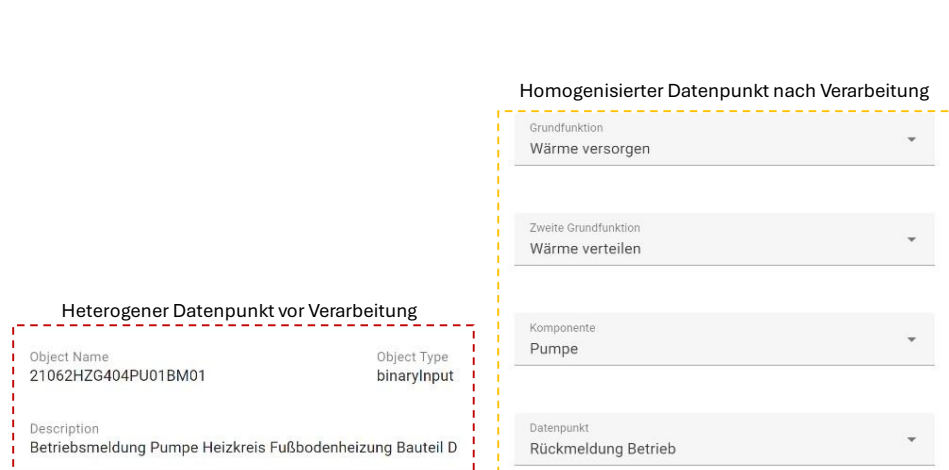 Heterogener Datenpunkt vor Verarbeitung
Object Name
21062HZG404PU01BM01
Object Type
binaryInput
Description
Betriebsmeldung Pumpe Heizkreis Fußbodenheizung Bauteil D
Homogenisierter Datenpunkt nach Verarbeitung
Grundfunktion
Wärme versorgen
Zweite Grundfunktion
Wärme verteilen
Komponente
Pumpe
Datenpunkt
Rückmeldung Betrieb